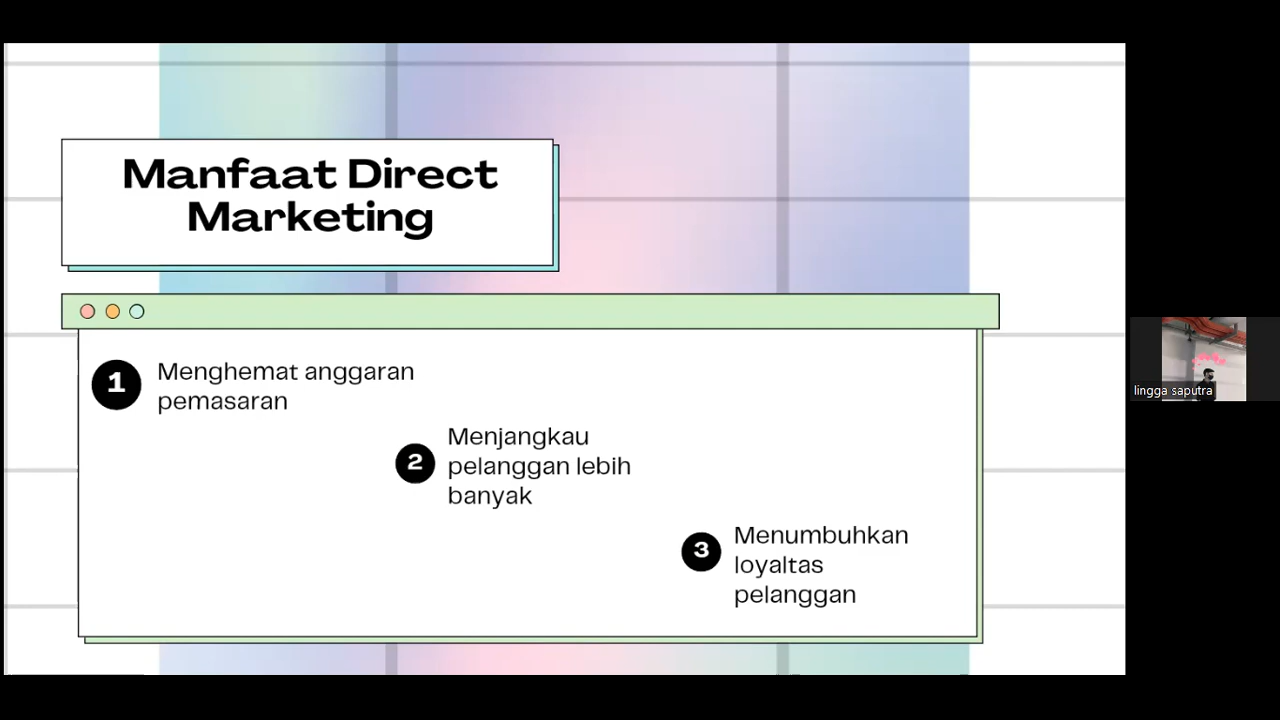 Manfaat Direct
Marketing
1
Menghemat anggaran
pemasaran
2
Menjangkau
pelanggan lebih
banyak
3
Menumbuhkan
loyaltas
pelanggan
lingga saputra